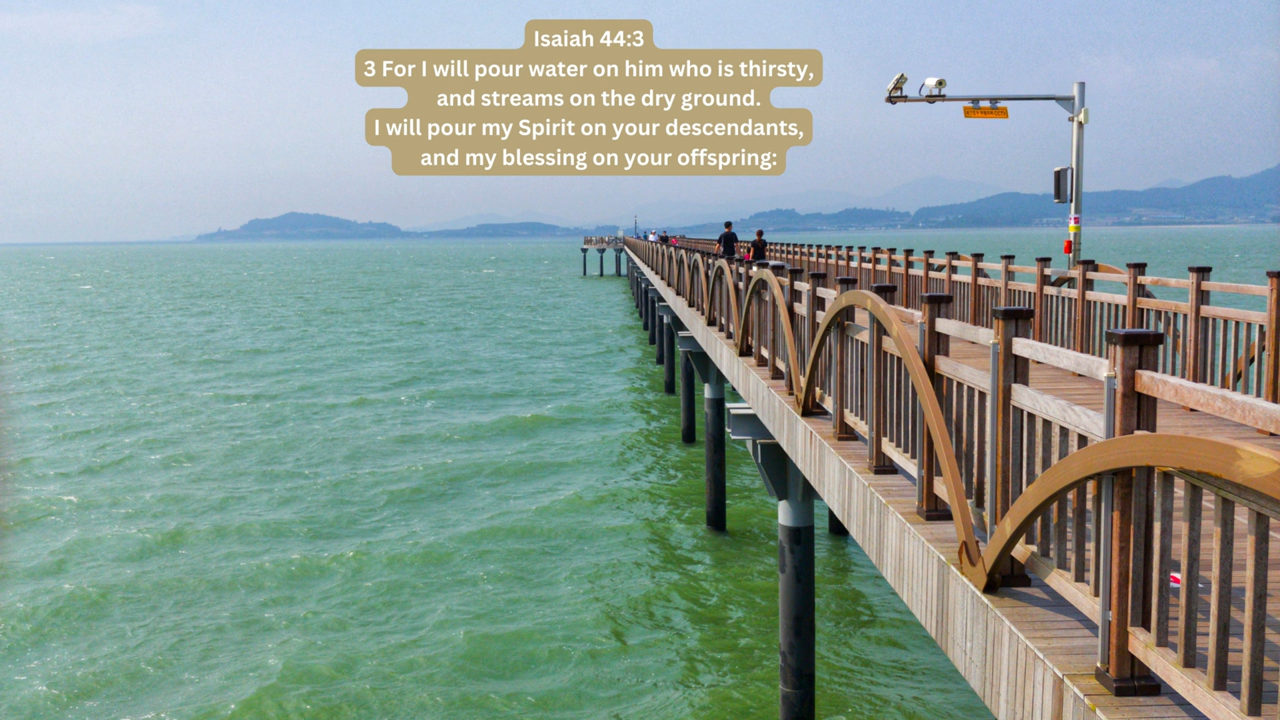 Isaiah 44:3
3 For I will pour water on him who is thirsty,
and streams on the dry ground.
I will pour my Spirit on your descendants,
and my blessing on your offspring: